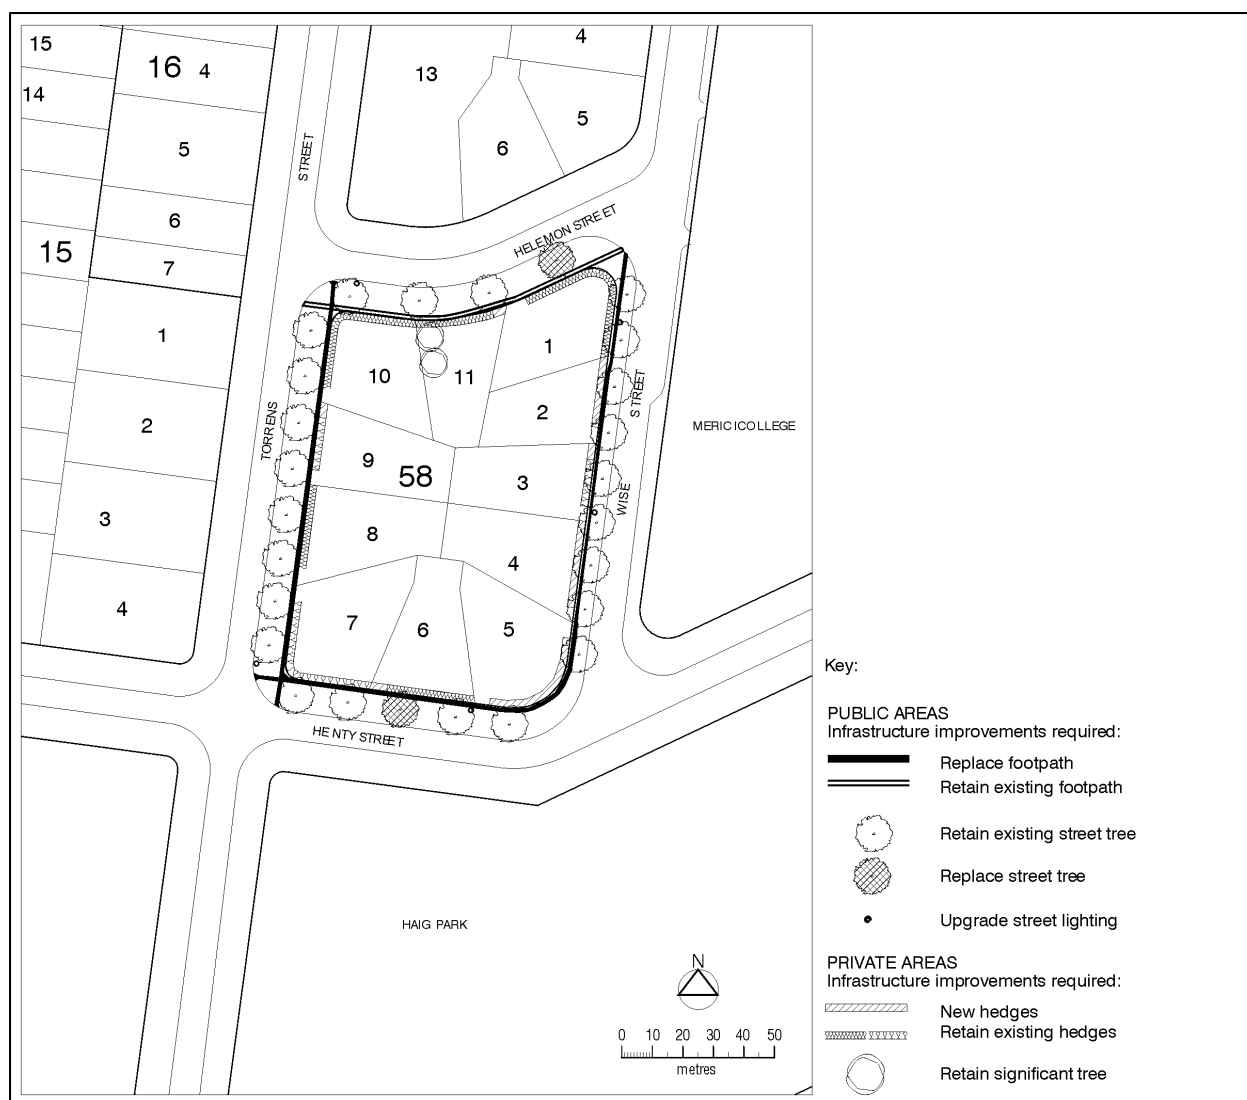 15
16 4
14
5
6
15
7
1
2
3
4
STREET
13
4
5
6
HELEMON STREET
TORRENS
10
11
1
2
9
58
3
8
4
7
6
5
STREET
WISE
MERIC ICOLLEGE
HENTY STREET
HAIG PARK
N
0 10 20 30 40 50
metres
Key:
PUBLIC AREAS
Infrastructure improvements required:
Replace footpath
Retain existing footpath
Retain existing street tree
Replace street tree
Upgrade street lighting
PRIVATE AREAS
Infrastructure improvements required:
New hedges
Retain existing hedges
Retain significant tree